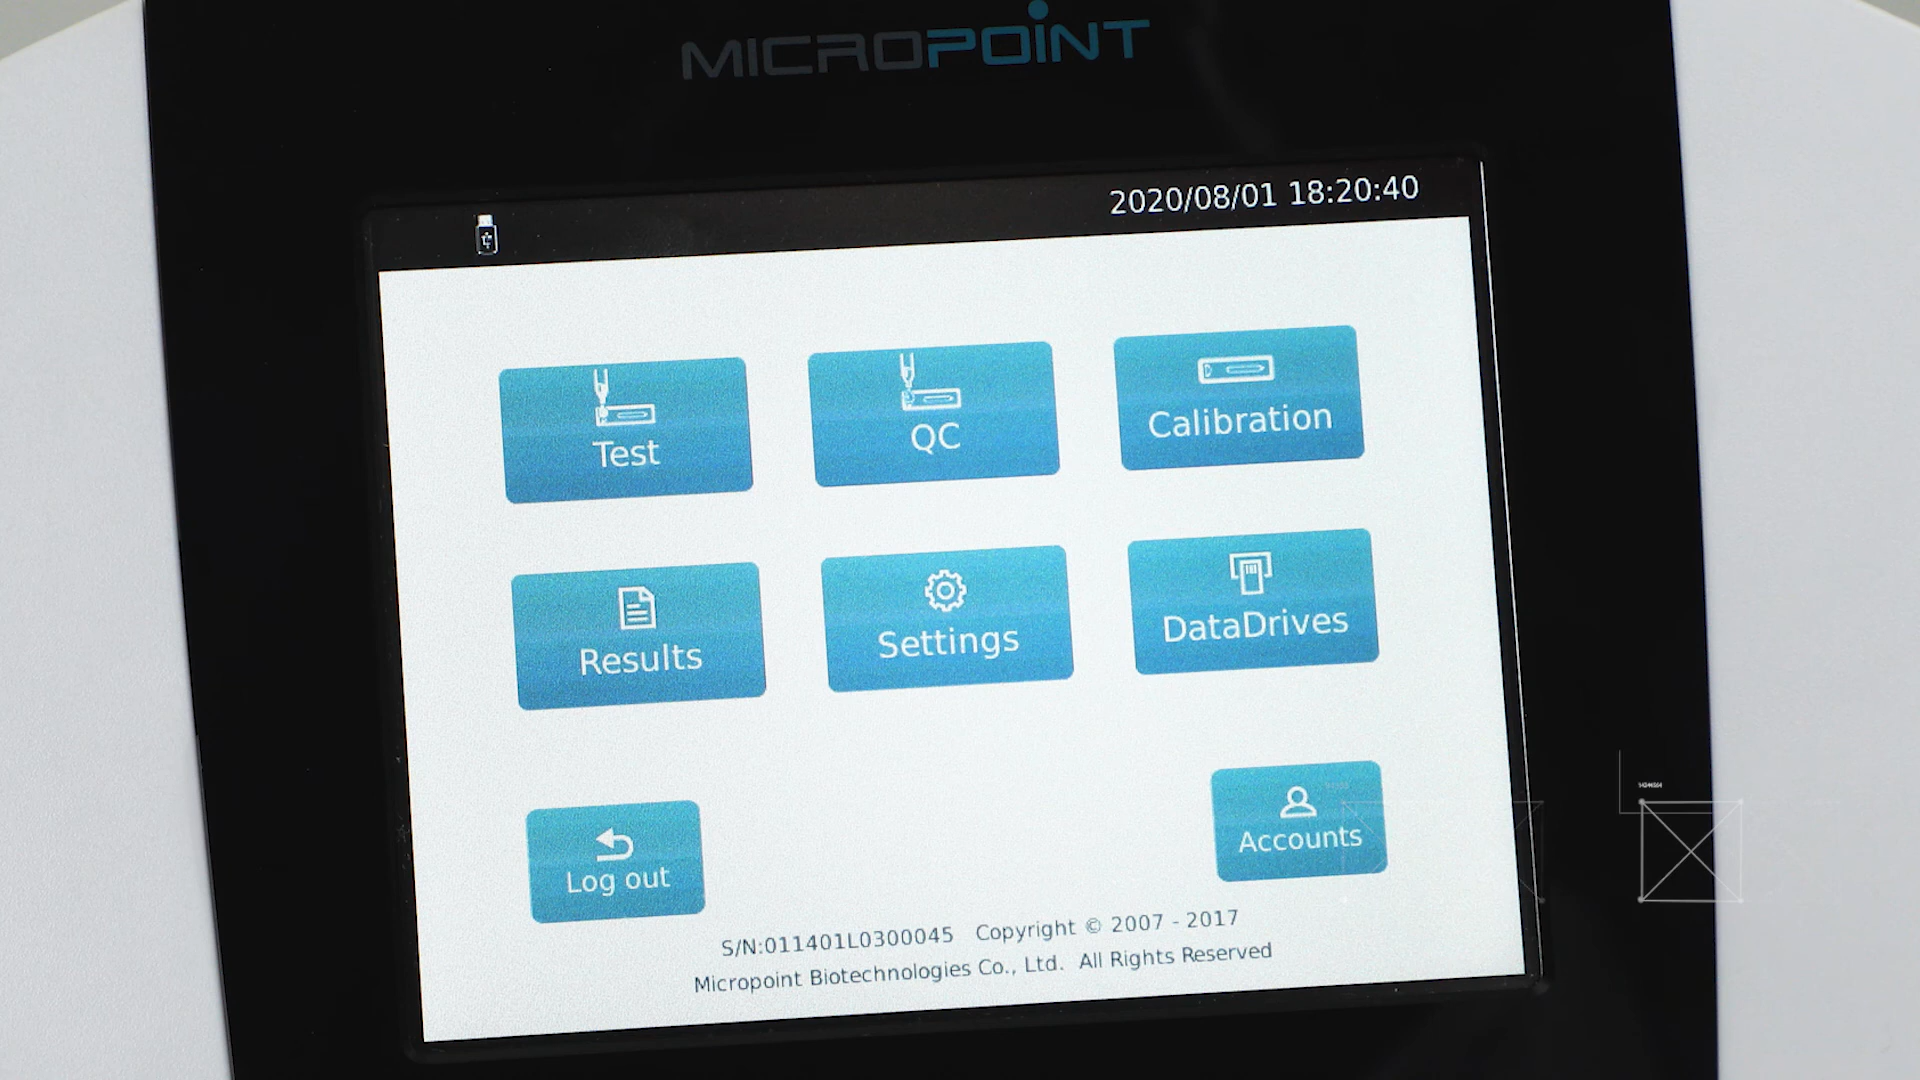 MICROPOINT
2020/08/01 18:20:40
Test
QC
Calibration
Results
Settings
DataDrives
Log out
Accounts
S/N:011401L0300045 Copyright © 2007 - 2017
Micropoint Biotechnologies Co., Ltd. All Rights Reserved